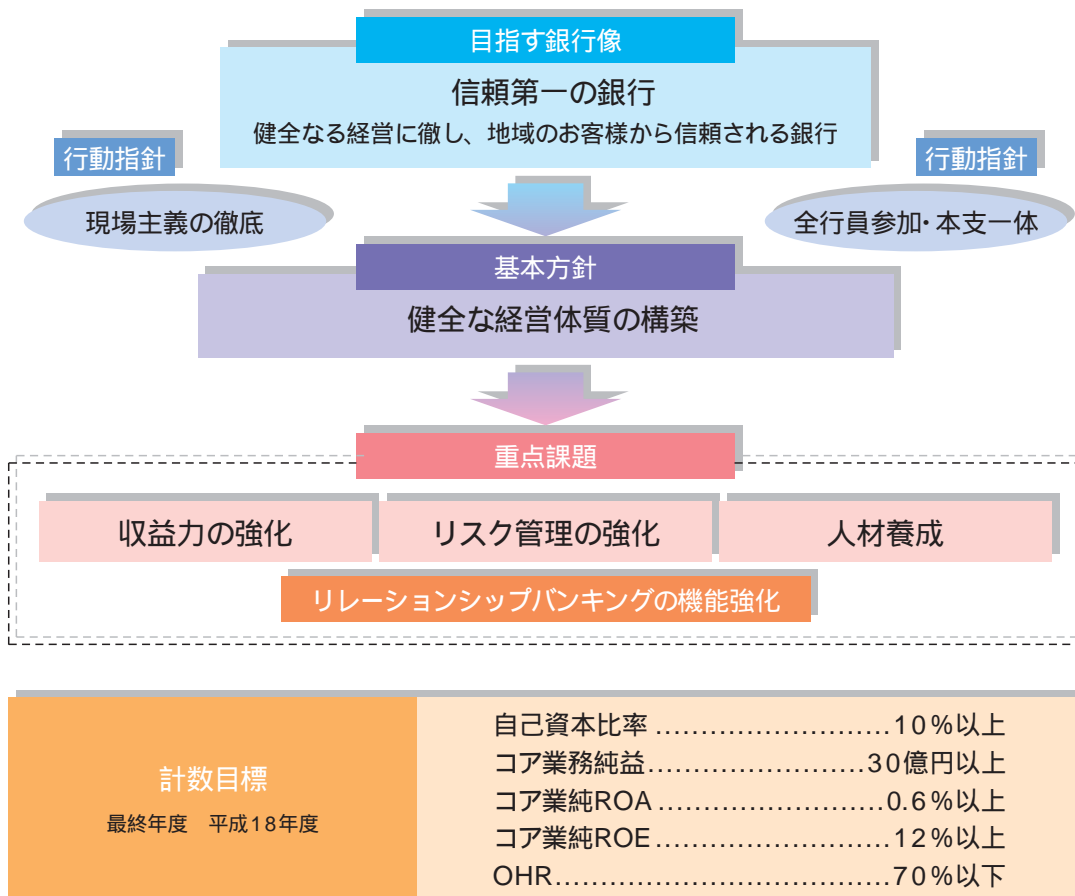 目指す銀行像
信頼第一の銀行
健全なる経営に徹し、地域のお客様から信頼される銀行
行動指針
現場主義の徹底
行動指針
全行員参加・本支一体
基本方針
健全な経営体質の構築
重点課題
収益力の強化
リスク管理の強化
人材養成
リレーションシップバンキングの機能強化
計数目標
最終年度 平成18年度
自己資本比率..........................10%以上
コア業務純益........................30億円以上
コア業純ROA.........................0.6%以上
コア業純ROE..........................12%以上
OHR.....................................70%以下